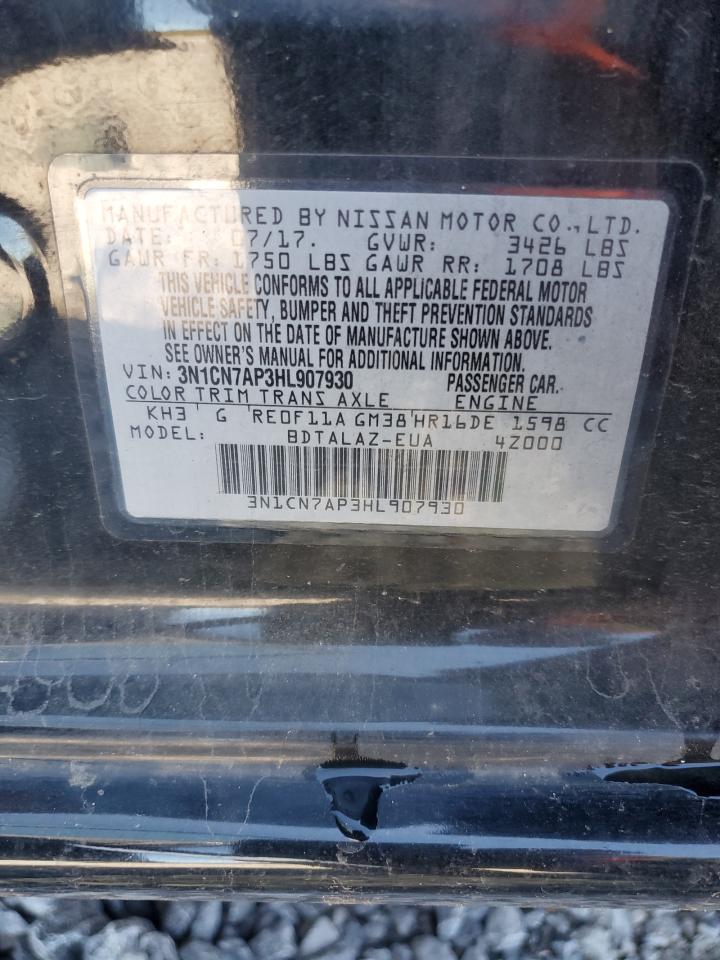 MANUFACTURED BY NISSAN MOTOR CO.,LTD.
DATE: 07/17. GVWR: 3426 LBS
GAWR FR: 1750 LBS GAWR RR: 1708 LBS
THIS VEHICLE CONFORMS TO ALL APPLICABLE FEDERAL MOTOR
VEHICLE SAFETY, BUMPER AND THEFT PREVENTION STANDARDS
IN EFFECT ON THE DATE OF MANUFACTURE SHOWN ABOVE.
SEE OWNER'S MANUAL FOR ADDITIONAL INFORMATION.
VIN: 3N1CN7AP3HL907930 PASSENGER CAR.
COLOR TRIM TRANS AXLE ENGINE
KH3 G RE0F11A GM38 HR16DE 1598 CC
MODEL: BDTALAZ-EUA 4Z000
3N1CN7AP3HL907930